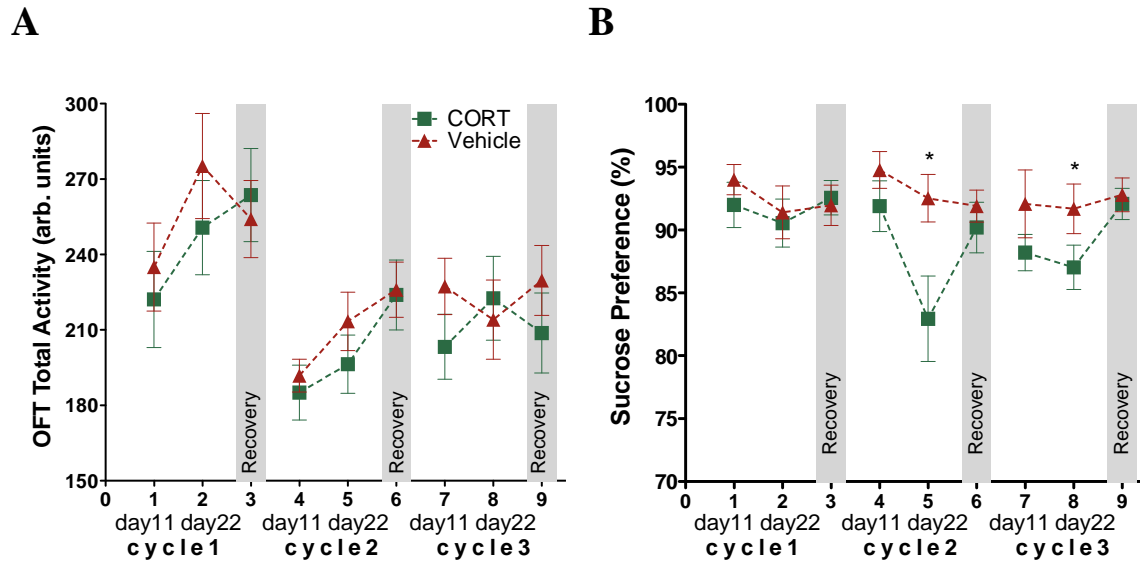 A
OFT Total Activity (arb. units)
300
270
240
210
180
150
CORT
Vehicle
Recovery
Recovery
Recovery
0 1 2 3 4 5 6 7 8 9
day11 day22 day11 day22 day11 day22
cycle1 cycle2 cycle3
B
Sucrose Preference (%)
100
95
90
85
80
75
70
*
*
Recovery
Recovery
Recovery
0 1 2 3 4 5 6 7 8 9
day11 day22 day11 day22 day11 day22
cycle1 cycle2 cycle3